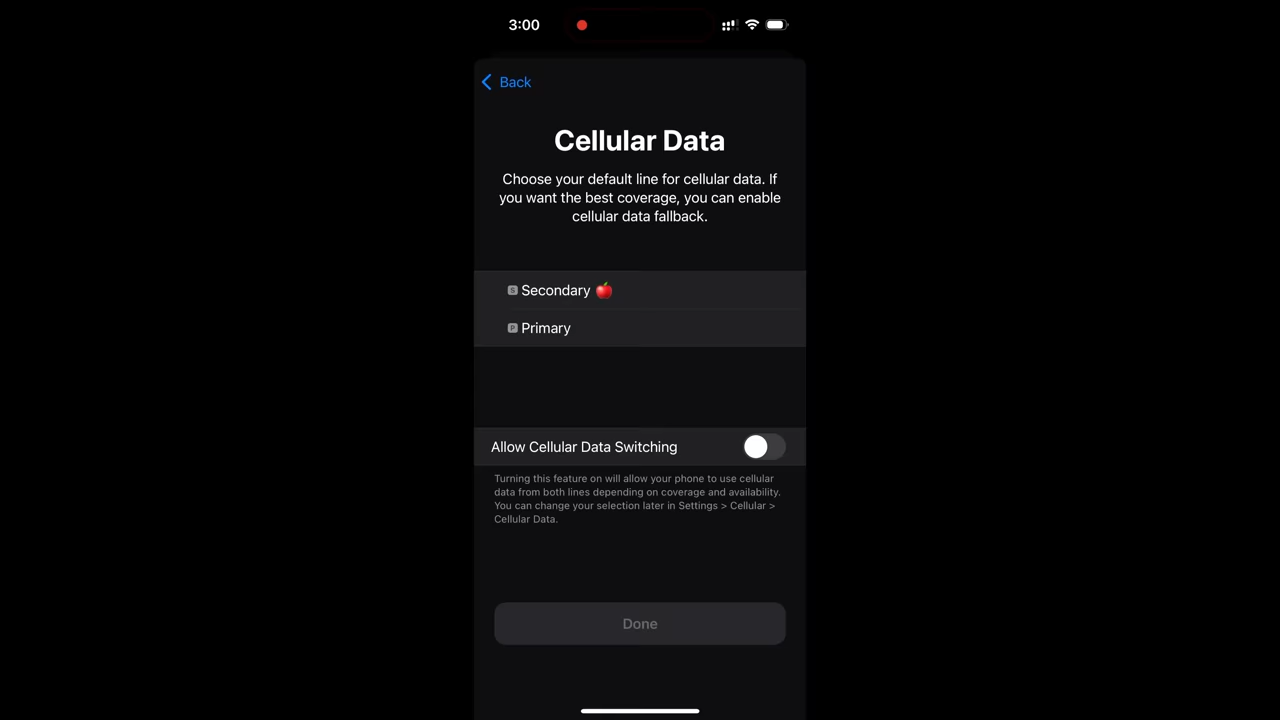 3:00
Back
Cellular Data
Choose your default line for cellular data. If
you want the best coverage, you can enable
cellular data fallback.
S Secondary 🍎
P Primary
Allow Cellular Data Switching
Turning this feature on will allow your phone to use cellular
data from both lines depending on coverage and availability.
You can change your selection later in Settings > Cellular >
Cellular Data.
Done